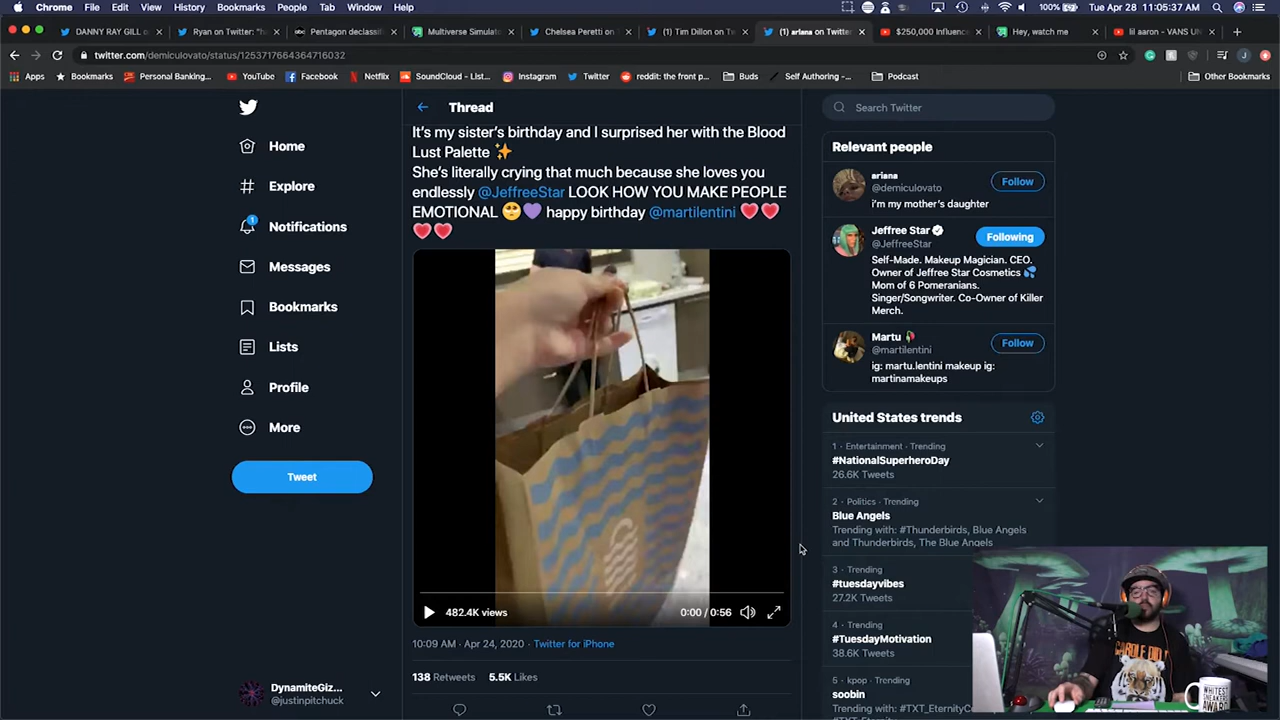 Chrome File Edit View History Bookmarks People Tab Window Help 100% Tue Apr 28 11:05:37 AM
DANNY RAY GILL o Ryan on Twitter: "h Pentagon declassifi Multiverse Simulat Chelsea Peretti on T (1) Tim Dillon on Tw (1) ariana on Twitter $250,000 Influence Hey, watch me lil aaron - VANS U
twitter.com/demiculovato/status/1253717664364716032
Apps Bookmarks Personal Banking... YouTube Facebook Netflix SoundCloud - List... Instagram Twitter reddit: the front p... Buds Self Authoring -... Podcast Other Bookmarks
Home
Explore
1
Notifications
Messages
Bookmarks
Lists
Profile
More
Tweet
DynamiteGiz...
@justinpitchuck
Thread
It's my sister's birthday and I surprised her with the Blood
Lust Palette ✨
She's literally crying that much because she loves you
endlessly @JeffreeStar LOOK HOW YOU MAKE PEOPLE
EMOTIONAL 🥺💜 happy birthday @martilentini ❤️❤️
❤️❤️
482.4K views 0:00 / 0:56
10:09 AM · Apr 24, 2020 · Twitter for iPhone
138 Retweets 5.5K Likes
Search Twitter
Relevant people
ariana
@demiculovato
Follow
i'm my mother's daughter
Jeffree Star
@JeffreeStar
Following
Self-Made. Makeup Magician. CEO.
Owner of Jeffree Star Cosmetics 💦
Mom of 6 Pomeranians.
Singer/Songwriter. Co-Owner of Killer
Merch.
Martu 🥀
@martilentini
Follow
ig: martu.lentini makeup ig:
martinamakeups
United States trends
1 · Entertainment · Trending
#NationalSuperheroDay
26.6K Tweets
2 · Politics · Trending
Blue Angels
Trending with: #Thunderbirds, Blue Angels
and Thunderbirds, The Blue Angels
3 · Trending
#tuesdayvibes
27.2K Tweets
4 · Trending
#TuesdayMotivation
38.6K Tweets
5 · kpop · Trending
soobin
Trending with: #TXT_EternityC
CAROLE DID I
WHITEST
SNEAKERS
AWARD